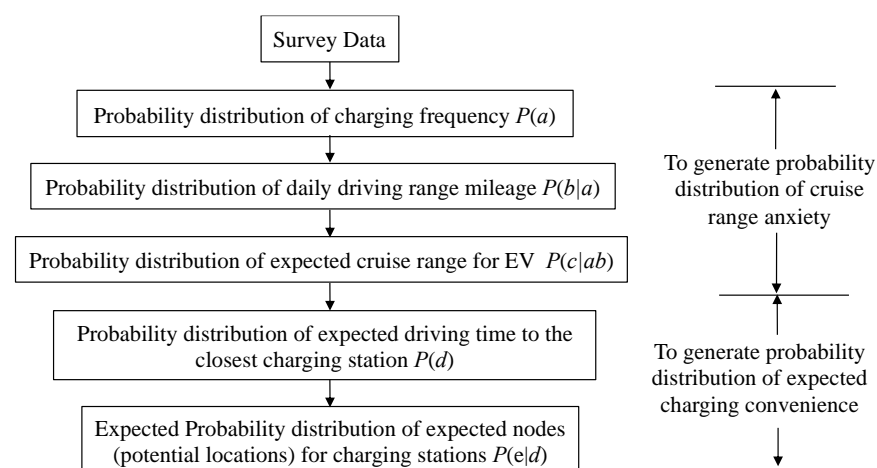 Survey Data
Probability distribution of charging frequency P(a)
Probability distribution of daily driving range mileage P(b|a)
Probability distribution of expected cruise range for EV P(c|ab)
Probability distribution of expected driving time to the
closest charging station P(d)
Expected Probability distribution of expected nodes
(potential locations) for charging stations P(e|d)
To generate probability
distribution of cruise
range anxiety
To generate probability
distribution of expected
charging convenience